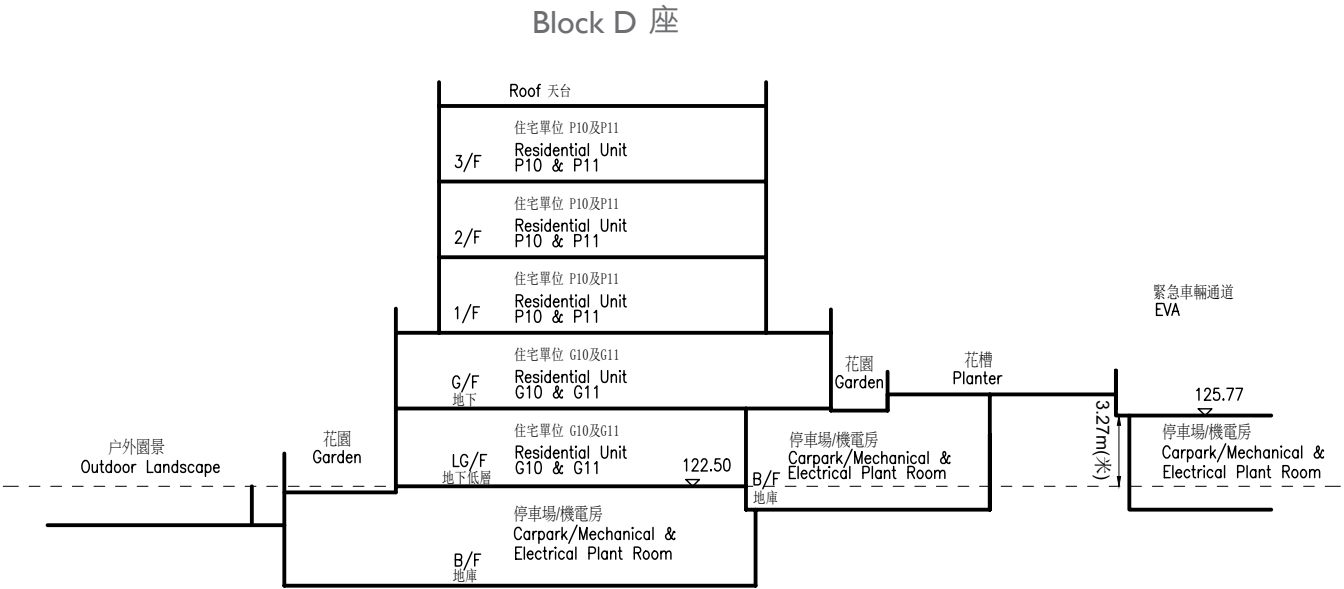 Block D 座
Roof 天台
住宅單位 P10及P11
3/F
Residential Unit
P10 & P11
住宅單位 P10及P11
2/F
Residential Unit
P10 & P11
住宅單位 P10及P11
1/F
Residential Unit
P10 & P11
緊急車輛通道
EVA
住宅單位 G10及G11
G/F
地下
Residential Unit
G10 & G11
花園
Garden
花槽
Planter
125.77
3.27m(米)
户外園景
Outdoor Landscape
花園
Garden
住宅單位 G10及G11
LG/F
地下低層
Residential Unit
G10 & G11
122.50
停車場/機電房
Carpark/Mechanical &
Electrical Plant Room
B/F
地庫
停車場/機電房
Carpark/Mechanical &
Electrical Plant Room
停車場/機電房
Carpark/Mechanical &
Electrical Plant Room
B/F
地庫